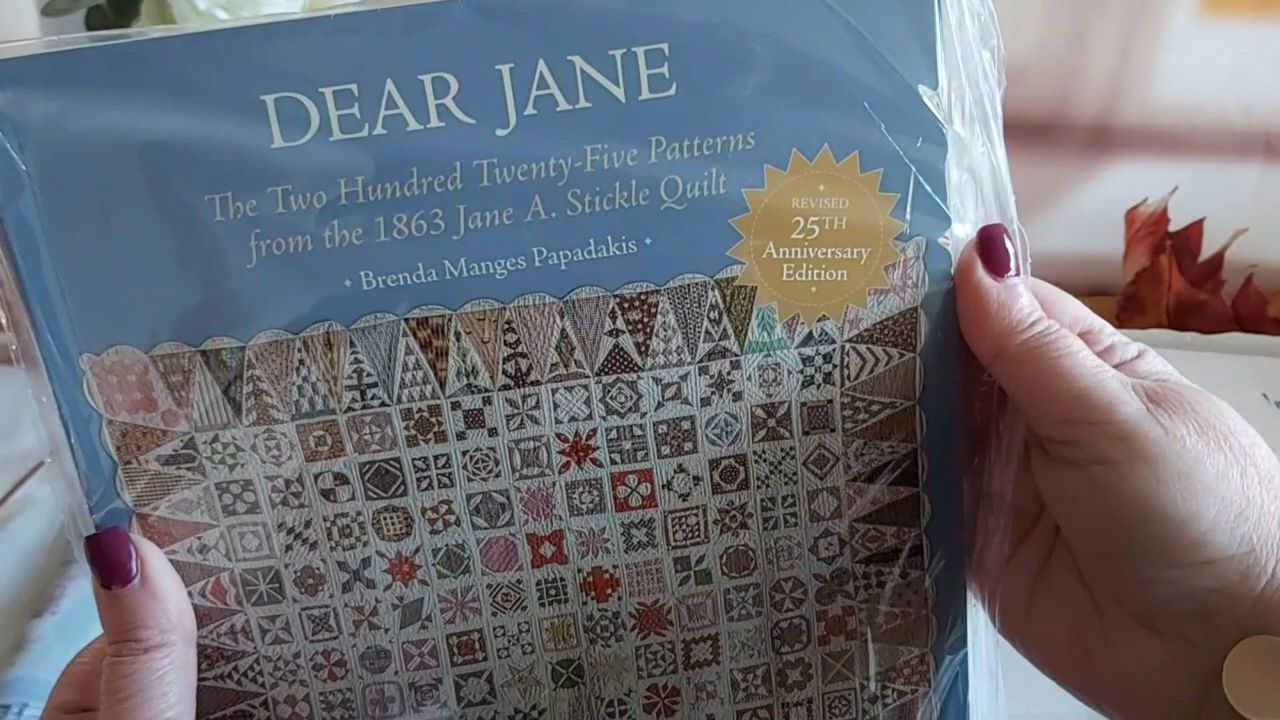 DEAR JANE
The Two Hundred Twenty-Five Patterns
from the 1863 Jane A. Stickle Quilt
Brenda Manges Papadakis
REVISED
25TH
Anniversary
Edition